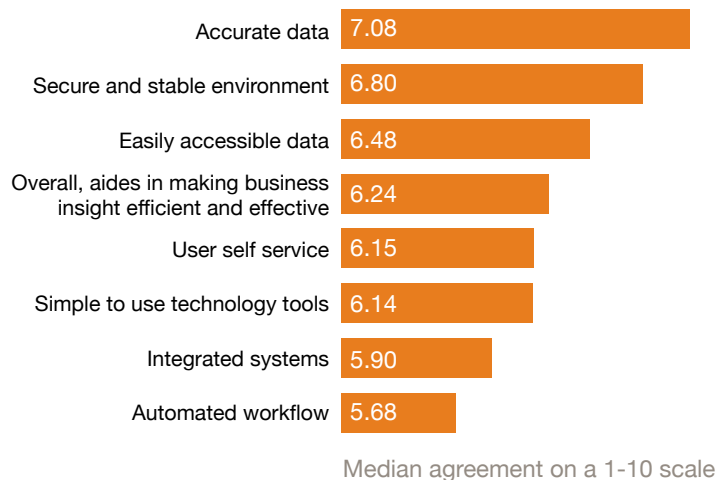 Accurate data 7.08
Secure and stable environment 6.80
Easily accessible data 6.48
Overall, aides in making business
insight efficient and effective 6.24
User self service 6.15
Simple to use technology tools 6.14
Integrated systems 5.90
Automated workflow 5.68
Median agreement on a 1-10 scale